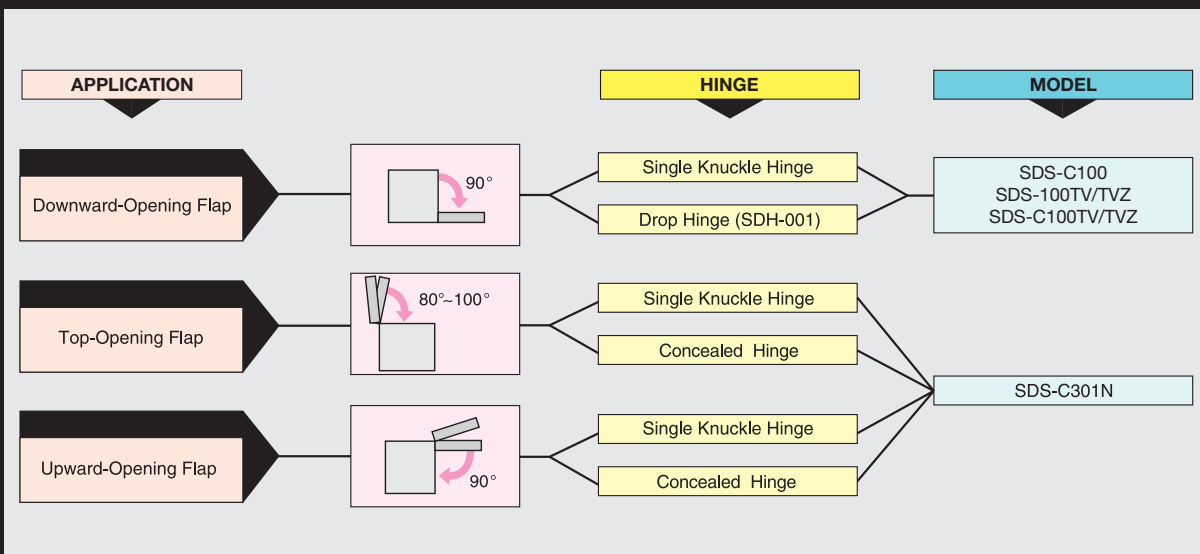 APPLICATION
HINGE
MODEL
Downward-Opening Flap
90°
Single Knuckle Hinge
Drop Hinge (SDH-001)
SDS-C100
SDS-100TV/TVZ
SDS-C100TV/TVZ
Top-Opening Flap
80°~100°
Single Knuckle Hinge
Concealed Hinge
SDS-C301N
Upward-Opening Flap
90°
Single Knuckle Hinge
Concealed Hinge